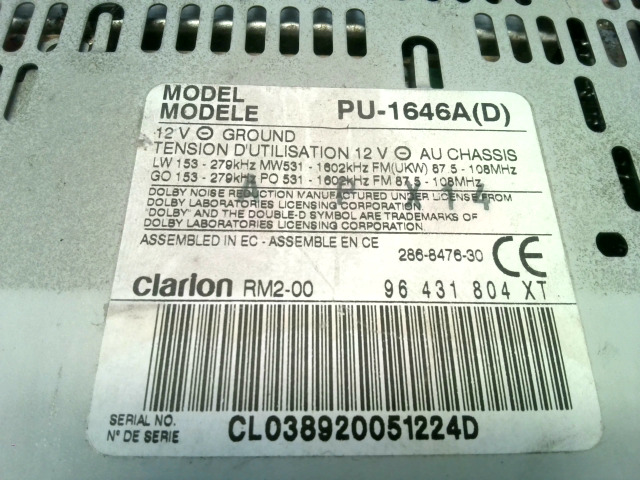 MODEL
MODELE PU-1646A(D)
12 V ⊖ GROUND
TENSION D'UTILISATION 12 V ⊖ AU CHASSIS
LW 153 - 279kHz MW531 - 1602kHz FM(UKW) 87.5 - 108MHz
GO 153 - 279kHz PO 531 - 1602kHz FM 87.5 - 108MHz
DOLBY NOISE REDUCTION MANUFACTURED UNDER LICENSE FROM
DOLBY LABORATORIES LICENSING CORPORATION.
"DOLBY" AND THE DOUBLE-D SYMBOL ARE TRADEMARKS OF
DOLBY LABORATORIES LICENSING CORPORATION.
ASSEMBLED IN EC - ASSEMBLE EN CE 286-8476-30 CE
clarion RM2-00 96 431 804 XT
SERIAL NO.
N° DE SERIE CL038920051224D